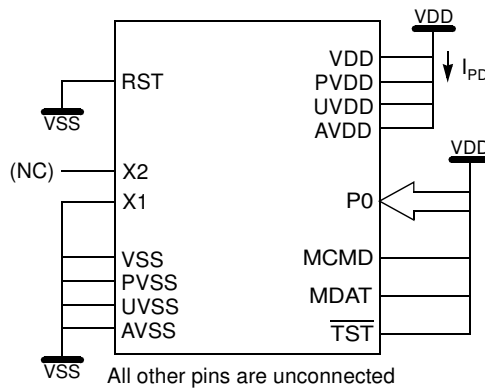 VDD
VDD
PVDD
UVDD
AVDD
I_PD
RST
VSS
VDD
(NC)
X2
X1
P0
VSS
PVSS
UVSS
AVSS
MCMD
MDAT
TST
VSS
All other pins are unconnected